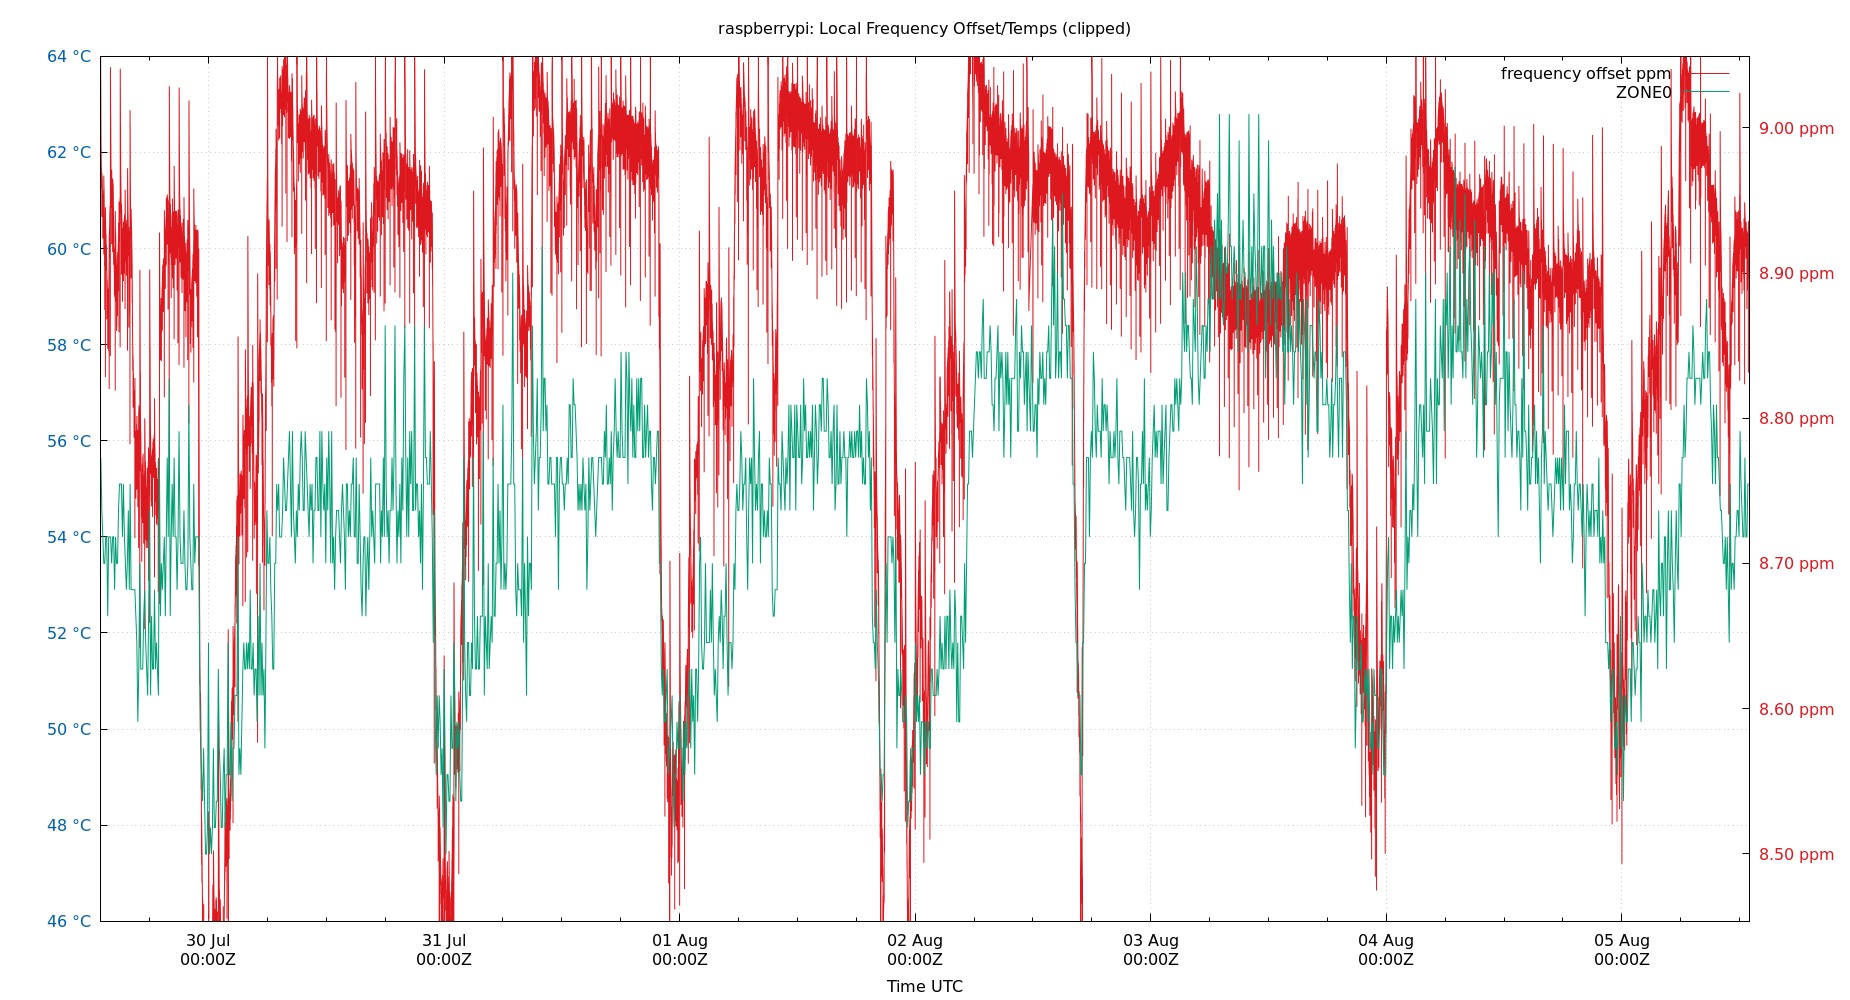 raspberrypi: Local Frequency Offset/Temps (clipped)
64 °C
62 °C
60 °C
58 °C
56 °C
54 °C
52 °C
50 °C
48 °C
46 °C
frequency offset ppm
ZONE0
9.00 ppm
8.90 ppm
8.80 ppm
8.70 ppm
8.60 ppm
8.50 ppm
30 Jul 31 Jul 01 Aug 02 Aug 03 Aug 04 Aug 05 Aug
00:00Z 00:00Z 00:00Z 00:00Z 00:00Z 00:00Z 00:00Z
Time UTC